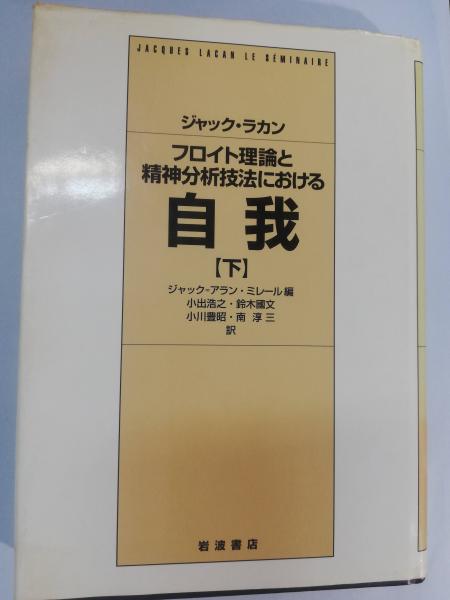 JACQUES LACAN LE SÉMINAIRE
ジャック・ラカン
フロイト理論と
精神分析技法における
自我
【下】
ジャック=アラン・ミレール編
小出浩之・鈴木國文
小川豊昭・南 淳三
訳
岩波書店